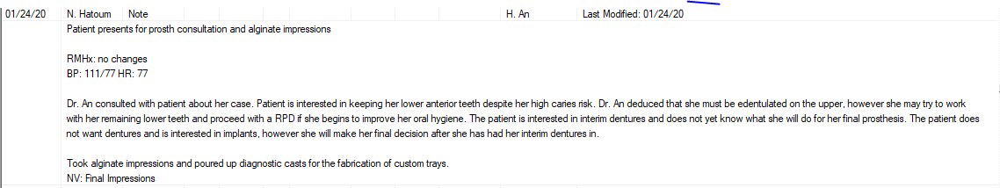 01/24/20 N. Hatoum Note H. An Last Modified: 01/24/20
Patient presents for prosth consultation and alginate impressions
RMHx: no changes
BP: 111/77 HR: 77
Dr. An consulted with patient about her case. Patient is interested in keeping her lower anterior teeth despite her high caries risk. Dr. An deduced that she must be edentulated on the upper, however she may try to work
with her remaining lower teeth and proceed with a RPD if she begins to improve her oral hygiene. The patient is interested in interim dentures and does not yet know what she will do for her final prosthesis. The patient does
not want dentures and is interested in implants, however she will make her final decision after she has had her interim dentures in.
Took alginate impressions and poured up diagnostic casts for the fabrication of custom trays.
NV: Final Impressions